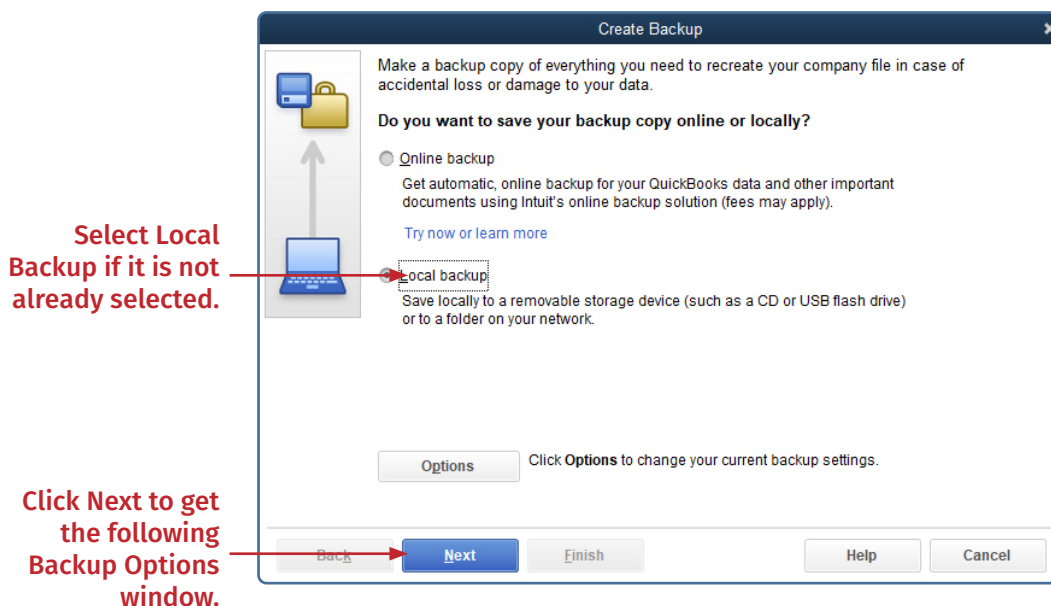 Create Backup
Make a backup copy of everything you need to recreate your company file in case of
accidental loss or damage to your data.
Do you want to save your backup copy online or locally?
Online backup
Get automatic, online backup for your QuickBooks data and other important
documents using Intuit's online backup solution (fees may apply).
Try now or learn more
Select Local
Backup if it is not
already selected.
Local backup
Save locally to a removable storage device (such as a CD or USB flash drive)
or to a folder on your network.
Options
Click Options to change your current backup settings.
Click Next to get
the following
Backup Options
window.
Back
Next
Finish
Help
Cancel